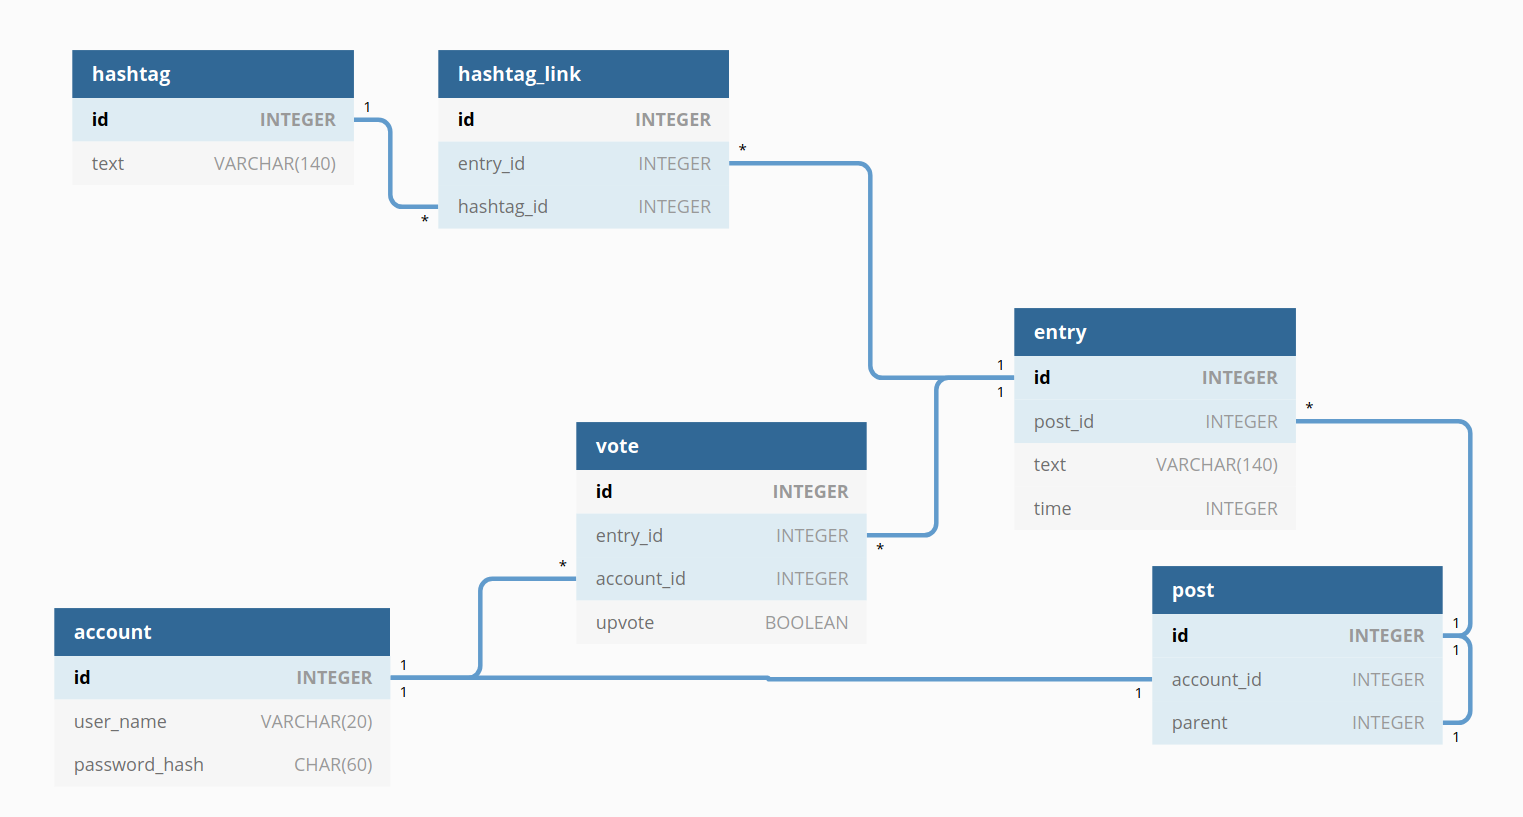 hashtag
id INTEGER
text VARCHAR(140)
1
*
hashtag_link
id INTEGER
entry_id INTEGER
hashtag_id INTEGER
*
entry
id INTEGER
post_id INTEGER
text VARCHAR(140)
time INTEGER
1
1
*
vote
id INTEGER
entry_id INTEGER
account_id INTEGER
upvote BOOLEAN
*
*
account
id INTEGER
user_name VARCHAR(20)
password_hash CHAR(60)
1
1
post
id INTEGER
account_id INTEGER
parent INTEGER
1
1
1
1